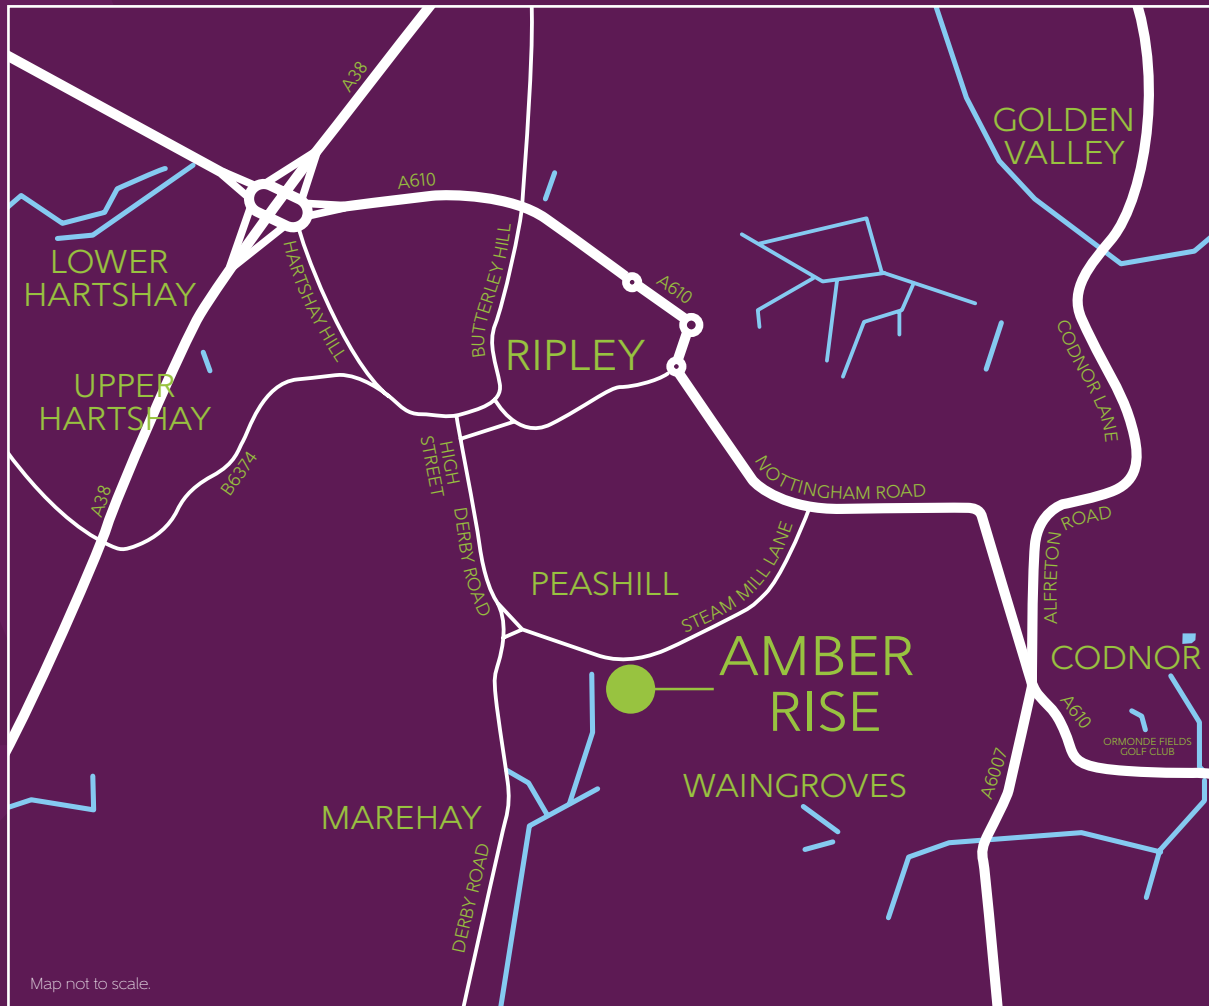 A38
GOLDEN
VALLEY
A610
LOWER
HARTSHAY
HARTSHAY HILL
BUTTERLEY HILL
A610
RIPLEY
CODNOR LANE
UPPER
HARTSHAY
HIGH
STREET
B6374
A38
NOTTINGHAM ROAD
ALFRETON ROAD
DERBY ROAD
PEASHILL
STEAM MILL LANE
AMBER
RISE
CODNOR
A610
ORMONDE FIELDS
GOLF CLUB
A6007
WAINGROVES
MAREHAY
DERBY ROAD
Map not to scale.